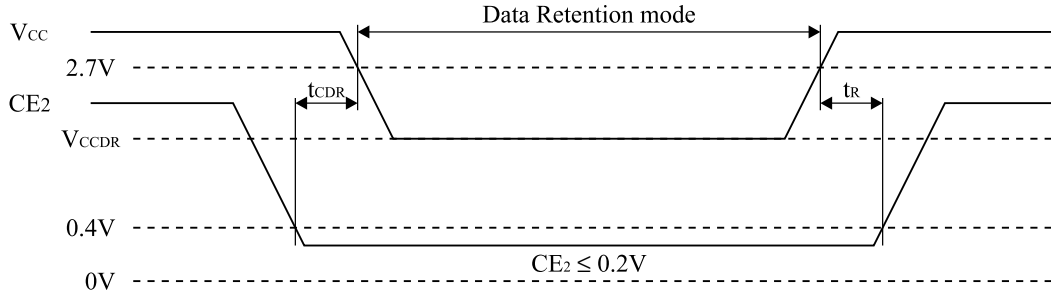 Data Retention mode
VCC
2.7V
tCDR
tR
CE2
VCCDR
0.4V
CE2 ≤ 0.2V
0V